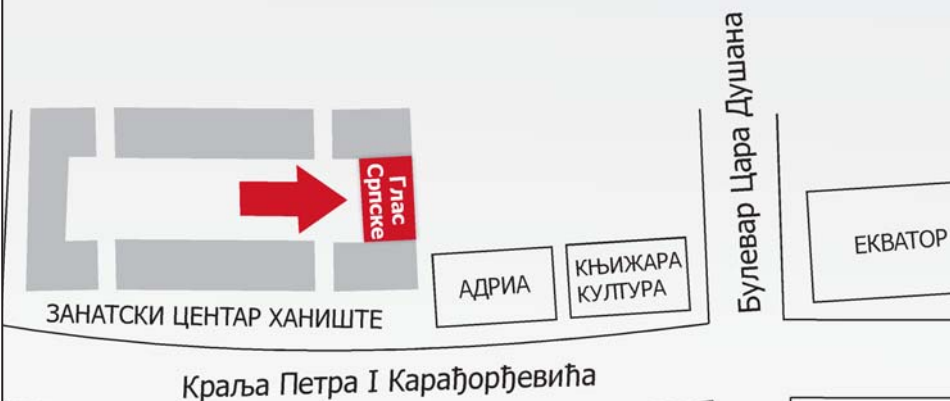 Глас
Српске
ЗАНАТСКИ ЦЕНТАР ХАНИШТЕ
АДРИА
КЊИЖАРА
КУЛТУРА
Булевар Цара Душана
ЕКВАТОР
Краља Петра I Карађорђевића